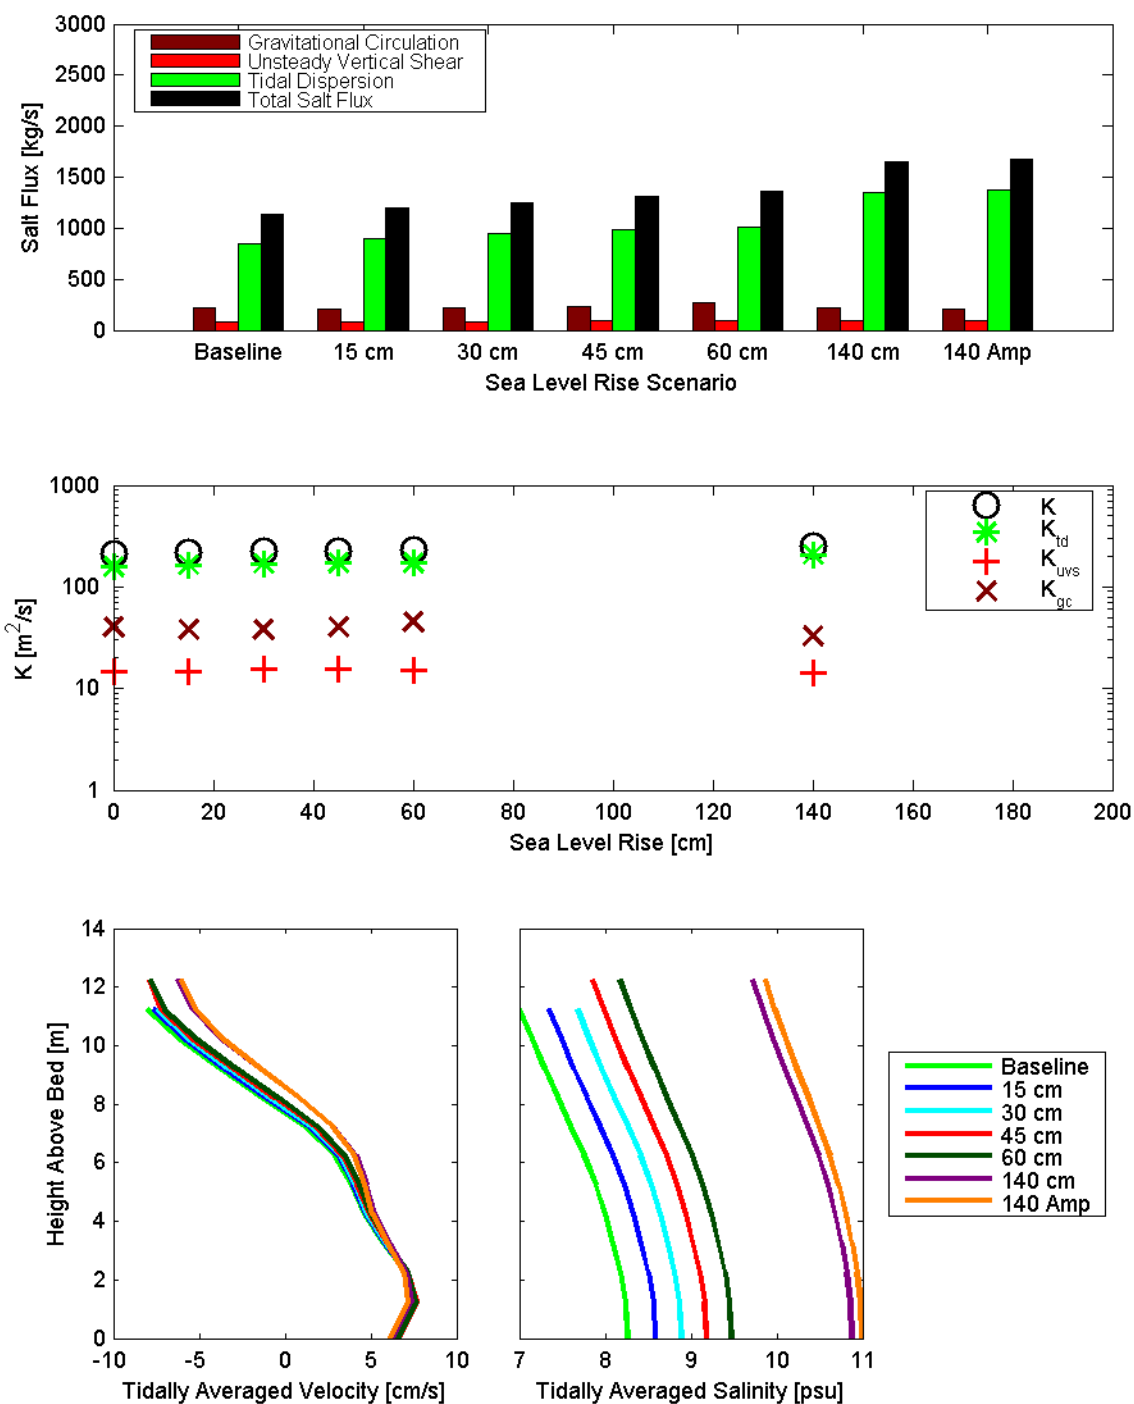 3000
2500
2000
1500
1000
500
0
Salt Flux [kg/s]
Gravitational Circulation
Unsteady Vertical Shear
Tidal Dispersion
Total Salt Flux
Baseline 15 cm 30 cm 45 cm 60 cm 140 cm 140 Amp
Sea Level Rise Scenario
1000
100
10
1
K [m²/s]
K
K_td
K_uvs
K_gc
0 20 40 60 80 100 120 140 160 180 200
Sea Level Rise [cm]
14
12
10
8
6
4
2
0
Height Above Bed [m]
-10 -5 0 5 10
Tidally Averaged Velocity [cm/s]
7 8 9 10 11
Tidally Averaged Salinity [psu]
Baseline
15 cm
30 cm
45 cm
60 cm
140 cm
140 Amp